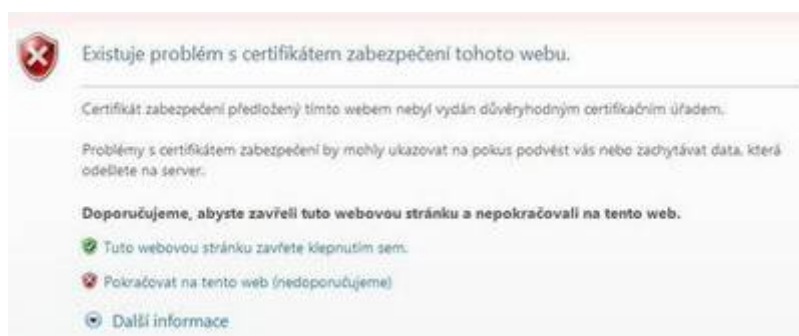 Existuje problém s certifikátem zabezpečení tohoto webu.
Certifikát zabezpečení předložený tímto webem nebyl vydán důvěryhodným certifikačním úřadem.
Problémy s certifikátem zabezpečení by mohly ukazovat na pokus podvést vás nebo zachytávat data, která
odešlete na server.
Doporučujeme, abyste zavřeli tuto webovou stránku a nepokračovali na tento web.
Tuto webovou stránku zavřete klepnutím sem.
Pokračovat na tento web (nedoporučujeme)
Další informace